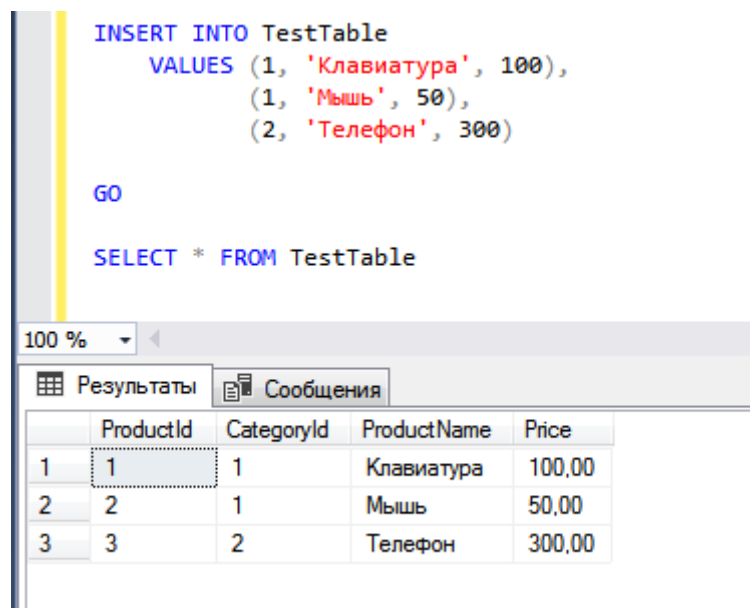 INSERT INTO TestTable
VALUES (1, 'Клавиатура', 100),
(1, 'Мышь', 50),
(2, 'Телефон', 300)
GO
SELECT * FROM TestTable
100 %
Результаты Сообщения
ProductId CategoryId ProductName Price
1 1 1 Клавиатура 100,00
2 2 1 Мышь 50,00
3 3 2 Телефон 300,00